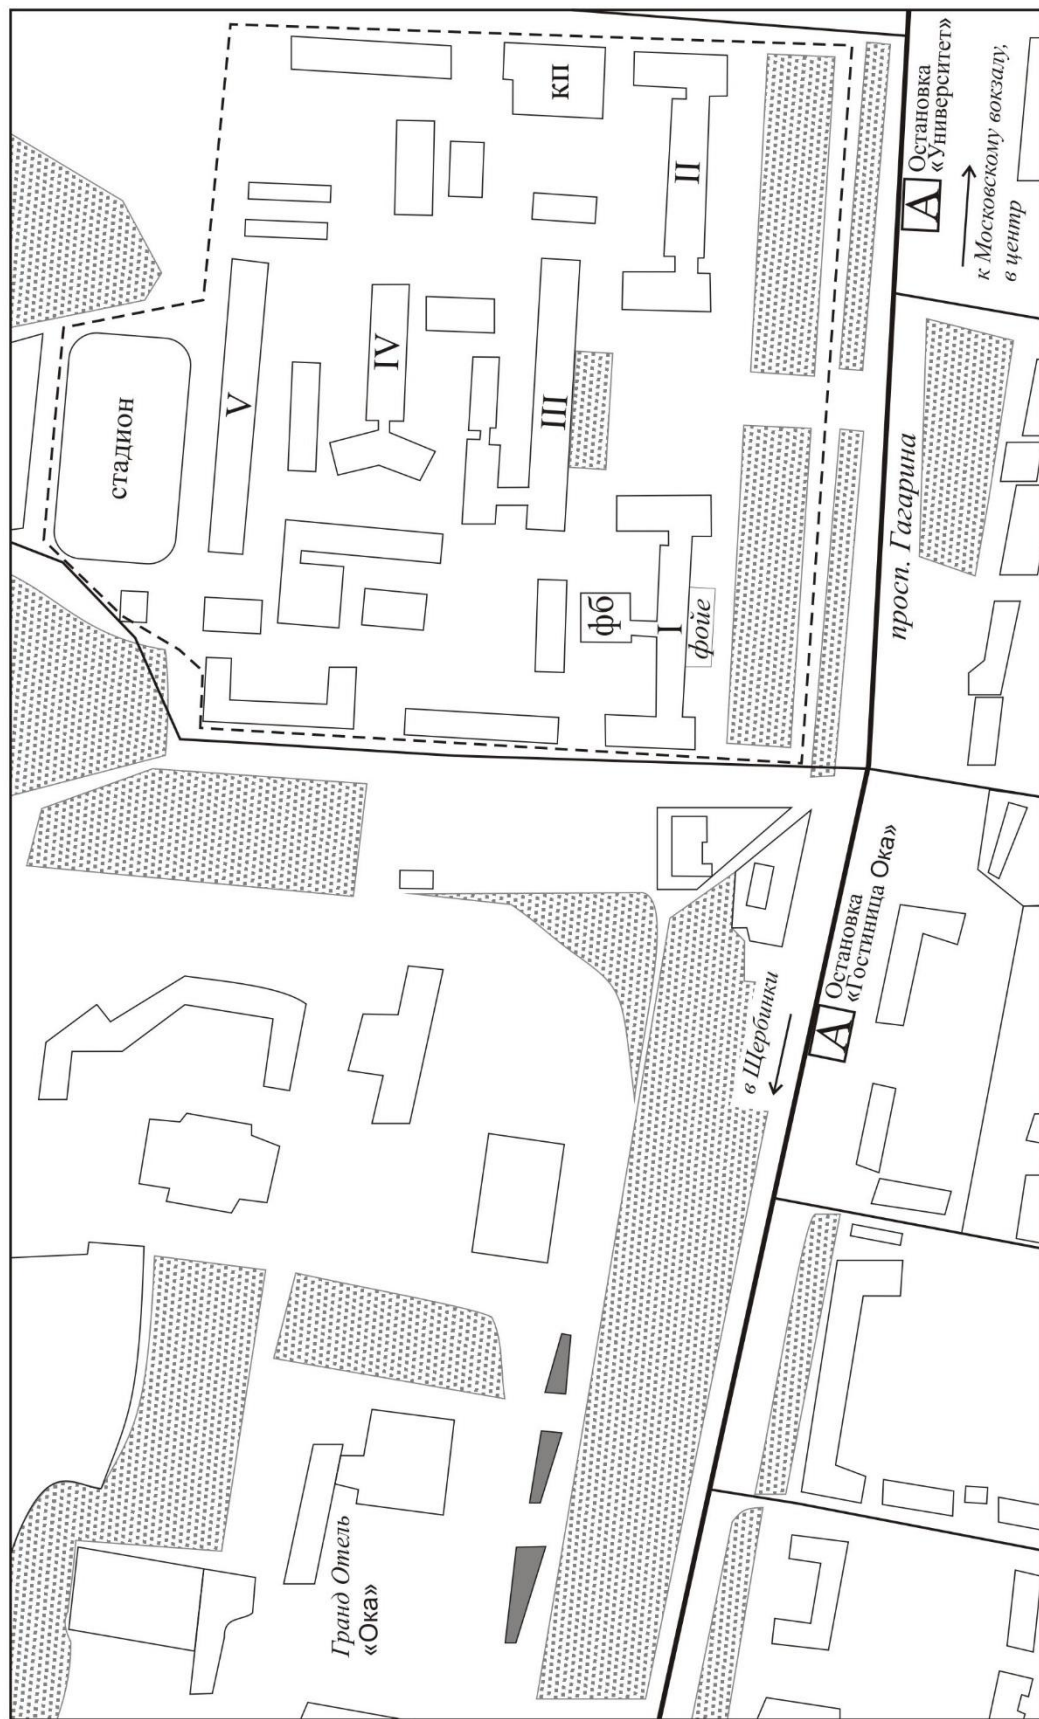 стадион
V
IV
III
кп
II
фб
I
фойе
Остановка
«Университет»
к Московскому вокзалу,
в центр
просп. Гагарина
Остановка
«Гостиница Ока»
в Щербинки
Гранд Отель
«Ока»
А
А